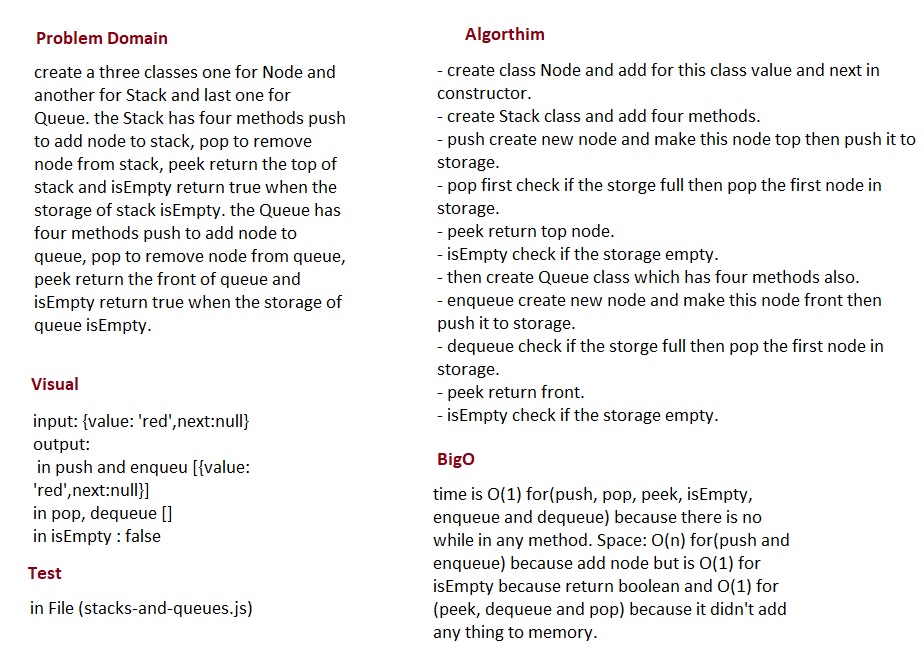 Problem Domain
create a three classes one for Node and
another for Stack and last one for
Queue. the Stack has four methods push
to add node to stack, pop to remove
node from stack, peek return the top of
stack and isEmpty return true when the
storage of stack isEmpty. the Queue has
four methods push to add node to
queue, pop to remove node from queue,
peek return the front of queue and
isEmpty return true when the storage of
queue isEmpty.
Visual
input: {value: 'red',next:null}
output:
in push and enqueu [{value:
'red',next:null}]
in pop, dequeue []
in isEmpty : false
Test
in File (stacks-and-queues.js)
Algorthim
- create class Node and add for this class value and next in
constructor.
- create Stack class and add four methods.
- push create new node and make this node top then push it to
storage.
- pop first check if the storge full then pop the first node in
storage.
- peek return top node.
- isEmpty check if the storage empty.
- then create Queue class which has four methods also.
- enqueue create new node and make this node front then
push it to storage.
- dequeue check if the storge full then pop the first node in
storage.
- peek return front.
- isEmpty check if the storage empty.
BigO
time is O(1) for(push, pop, peek, isEmpty,
enqueue and dequeue) because there is no
while in any method. Space: O(n) for(push and
enqueue) because add node but is O(1) for
isEmpty because return boolean and O(1) for
(peek, dequeue and pop) because it didn't add
any thing to memory.